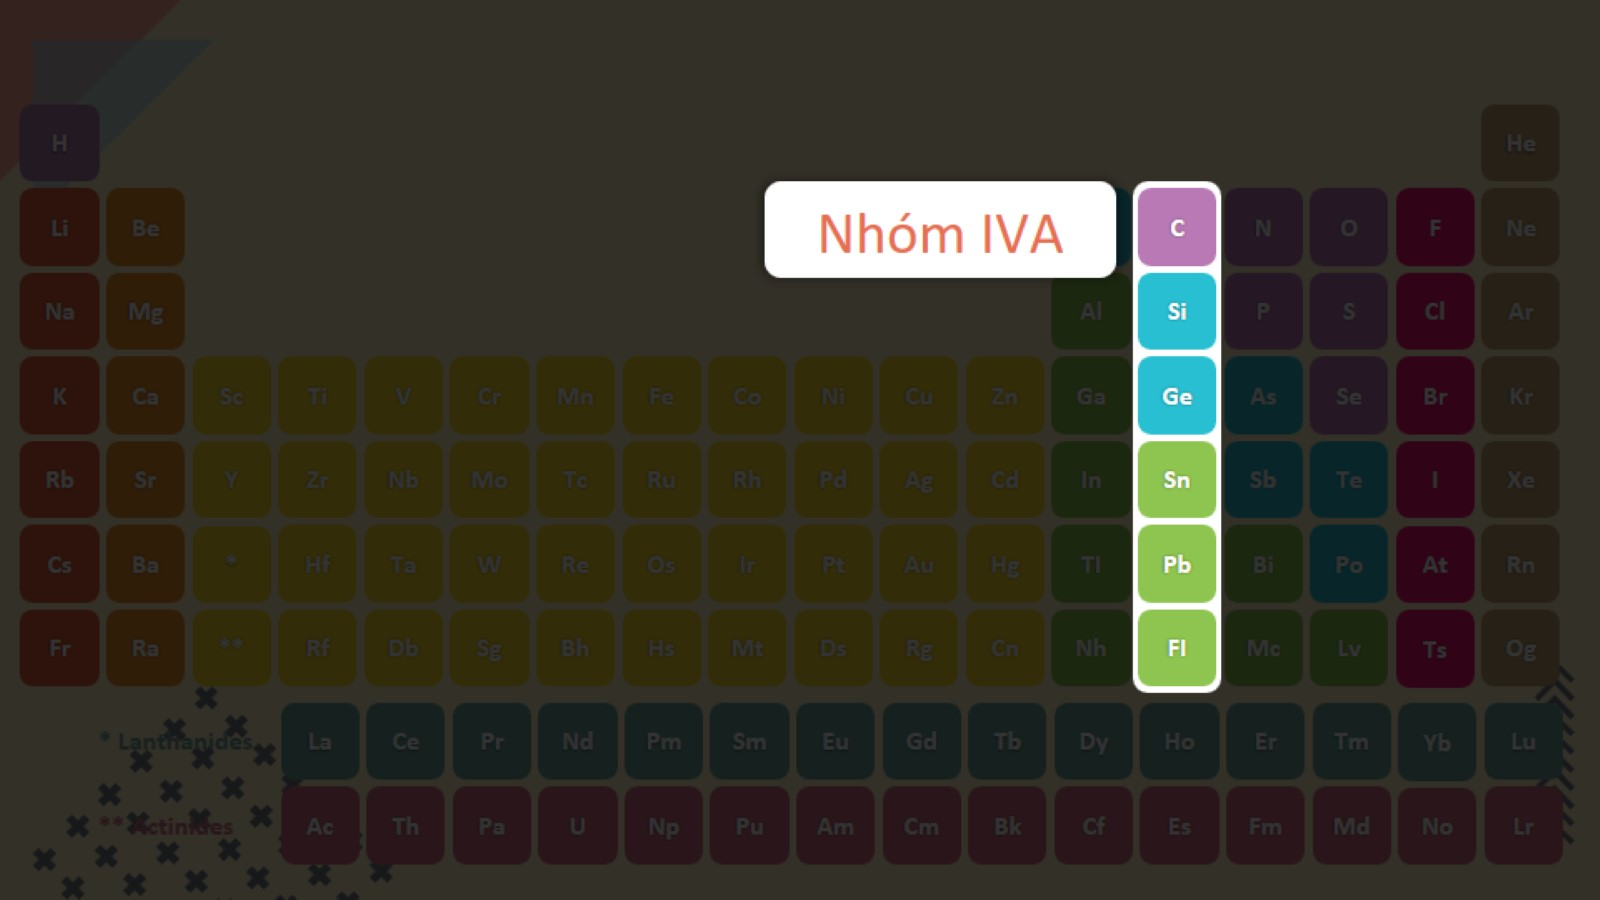 H He
Nhóm IVA
Li Be C N O F Ne
Na Mg Al Si P S Cl Ar
K Ca Sc Ti V Cr Mn Fe Co Ni Cu Zn Ga Ge As Se Br Kr
Rb Sr Y Zr Nb Mo Tc Ru Rh Pd Ag Cd In Sn Sb Te I Xe
Cs Ba * Hf Ta W Re Os Ir Pt Au Hg Tl Pb Bi Po At Rn
Fr Ra ** Rf Db Sg Bh Hs Mt Ds Rg Cn Nh Fl Mc Lv Ts Og
* Lanthanides La Ce Pr Nd Pm Sm Eu Gd Tb Dy Ho Er Tm Yb Lu
** Actinides Ac Th Pa U Np Pu Am Cm Bk Cf Es Fm Md No Lr